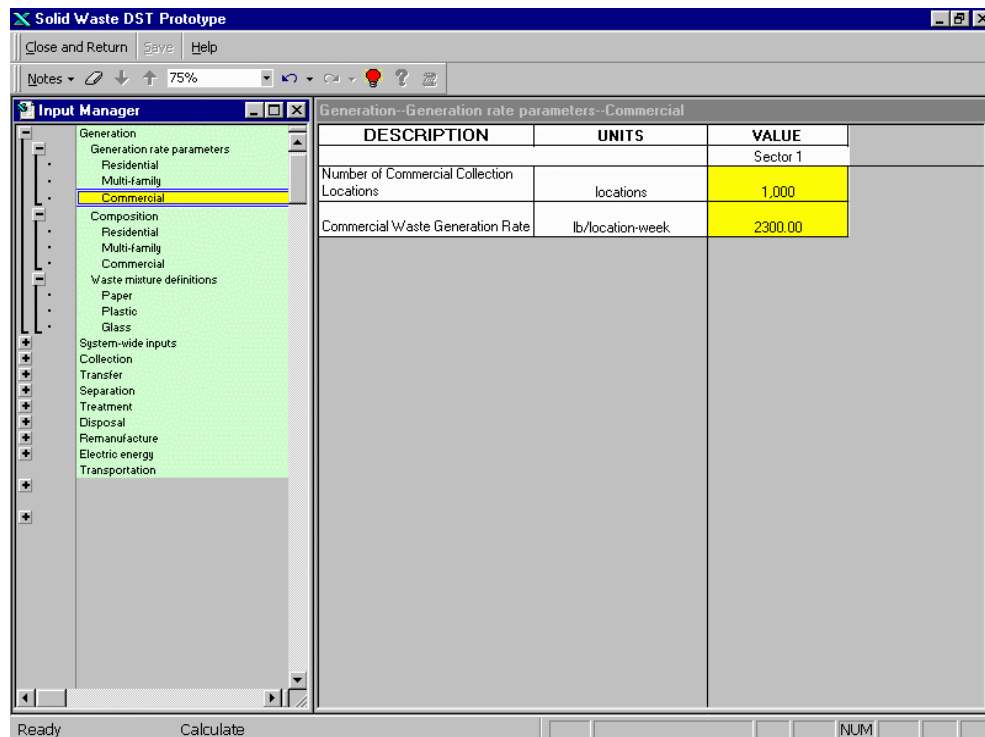 Solid Waste DST Prototype
Close and Return Save Help
Notes 75%
Input Manager
Generation
Generation rate parameters
Residential
Multi-family
Commercial
Composition
Residential
Multi-family
Commercial
Waste mixture definitions
Paper
Plastic
Glass
System-wide inputs
Collection
Transfer
Separation
Treatment
Disposal
Remanufacture
Electric energy
Transportation
Generation--Generation rate parameters--Commercial
DESCRIPTION UNITS VALUE
Sector 1
Number of Commercial Collection
Locations locations 1,000
Commercial Waste Generation Rate lb/location-week 2300.00
Ready Calculate NUM